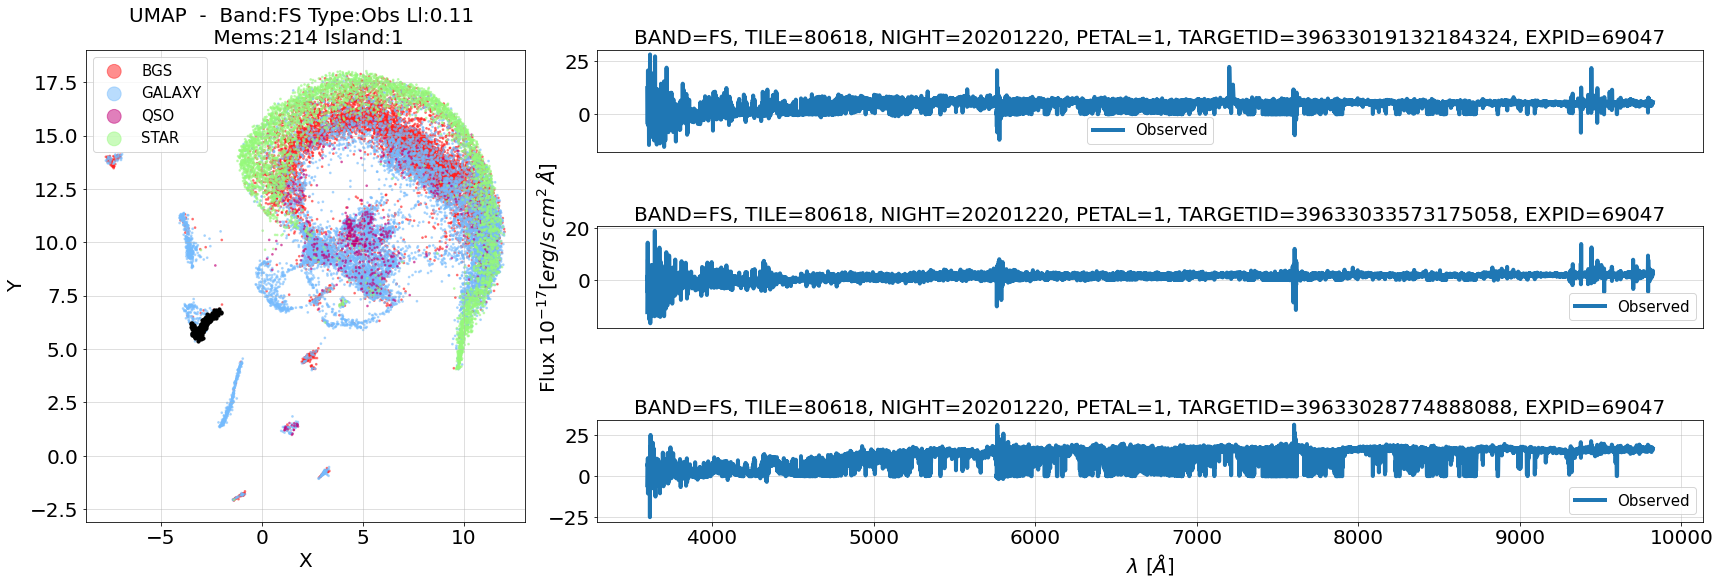 UMAP  -  Band:FS Type:Obs Ll:0.11
Mems:214 Island:1
BGS
GALAXY
QSO
STAR
17.5
15.0
12.5
10.0
7.5
5.0
2.5
0.0
−2.5
Y
−5
0
5
10
X
Flux 10⁻¹⁷[erg/s cm² Å]
BAND=FS, TILE=80618, NIGHT=20201220, PETAL=1, TARGETID=39633019132184324, EXPID=69047
25
0
Observed
BAND=FS, TILE=80618, NIGHT=20201220, PETAL=1, TARGETID=39633033573175058, EXPID=69047
20
0
Observed
BAND=FS, TILE=80618, NIGHT=20201220, PETAL=1, TARGETID=39633028774888088, EXPID=69047
25
0
−25
Observed
4000
5000
6000
7000
8000
9000
10000
λ [Å]